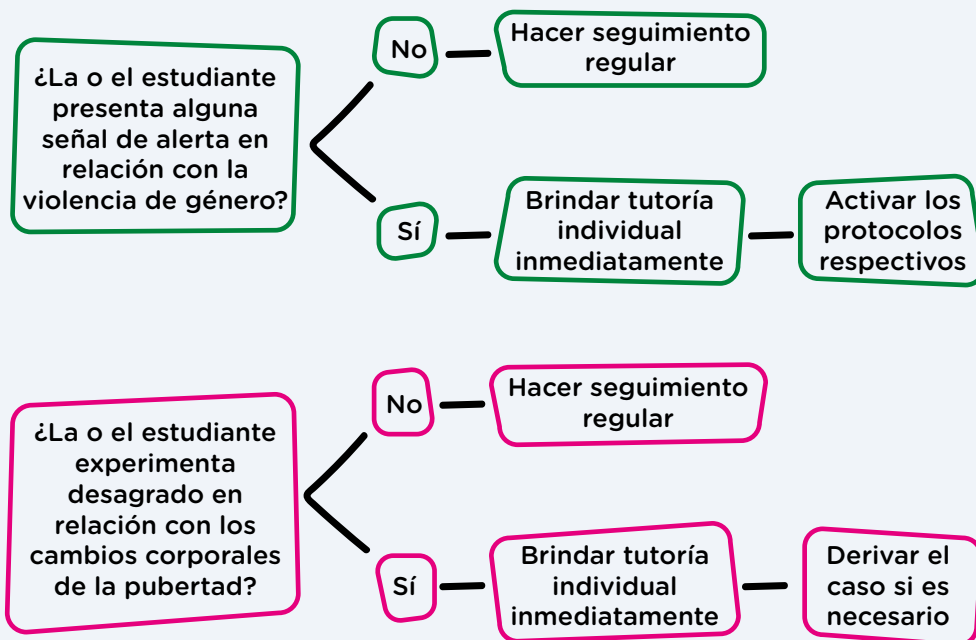 ¿La o el estudiante
presenta alguna
señal de alerta en
relación con la
violencia de género?
No
Hacer seguimiento
regular
Sí
Brindar tutoría
individual
inmediatamente
Activar los
protocolos
respectivos
¿La o el estudiante
experimenta
desagrado en
relación con los
cambios corporales
de la pubertad?
No
Hacer seguimiento
regular
Sí
Brindar tutoría
individual
inmediatamente
Derivar el
caso si es
necesario